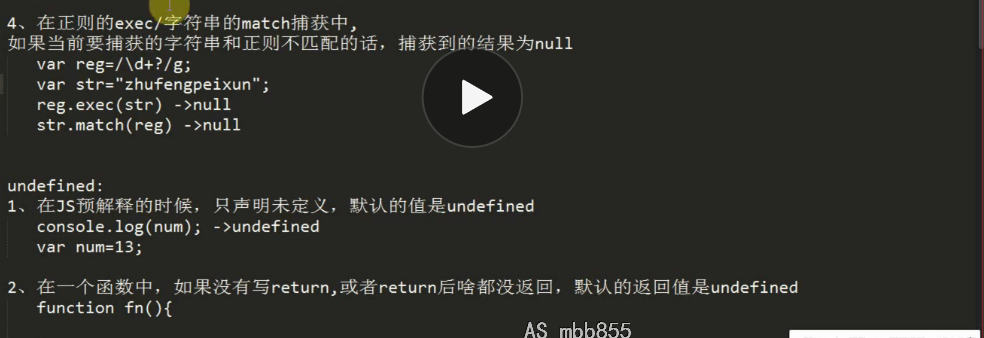 4、在正则的exec/字符串的match捕获中,
如果当前要捕获的字符串和正则不匹配的话，捕获到的结果为null
var reg=/\d+?/g;
var str="zhufengpeixun";
reg.exec(str) ->null
str.match(reg) ->null
undefined:
1、在JS预解释的时候，只声明未定义，默认的值是undefined
console.log(num); ->undefined
var num=13;
2、在一个函数中，如果没有写return,或者return后啥都没返回，默认的返回值是undefined
function fn(){
AS_mbb855